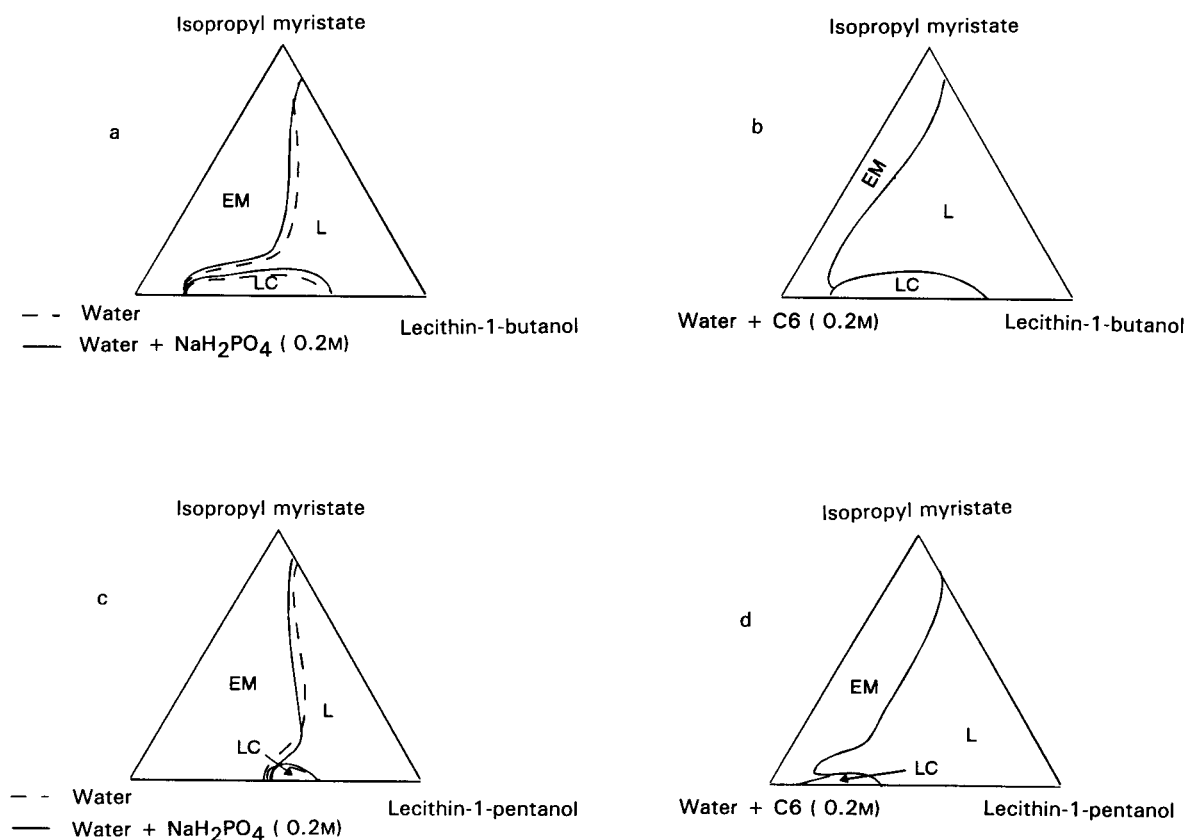 Isopropyl myristate
a
EM
L
LC
– – Water
— Water + NaH2PO4 ( 0.2M)
Lecithin-1-butanol
Isopropyl myristate
b
EM
L
LC
Water + C6 ( 0.2M)
Lecithin-1-butanol
Isopropyl myristate
c
EM
L
LC
– – Water
— Water + NaH2PO4 ( 0.2M)
Lecithin-1-pentanol
Isopropyl myristate
d
EM
L
LC
Water + C6 ( 0.2M)
Lecithin-1-pentanol